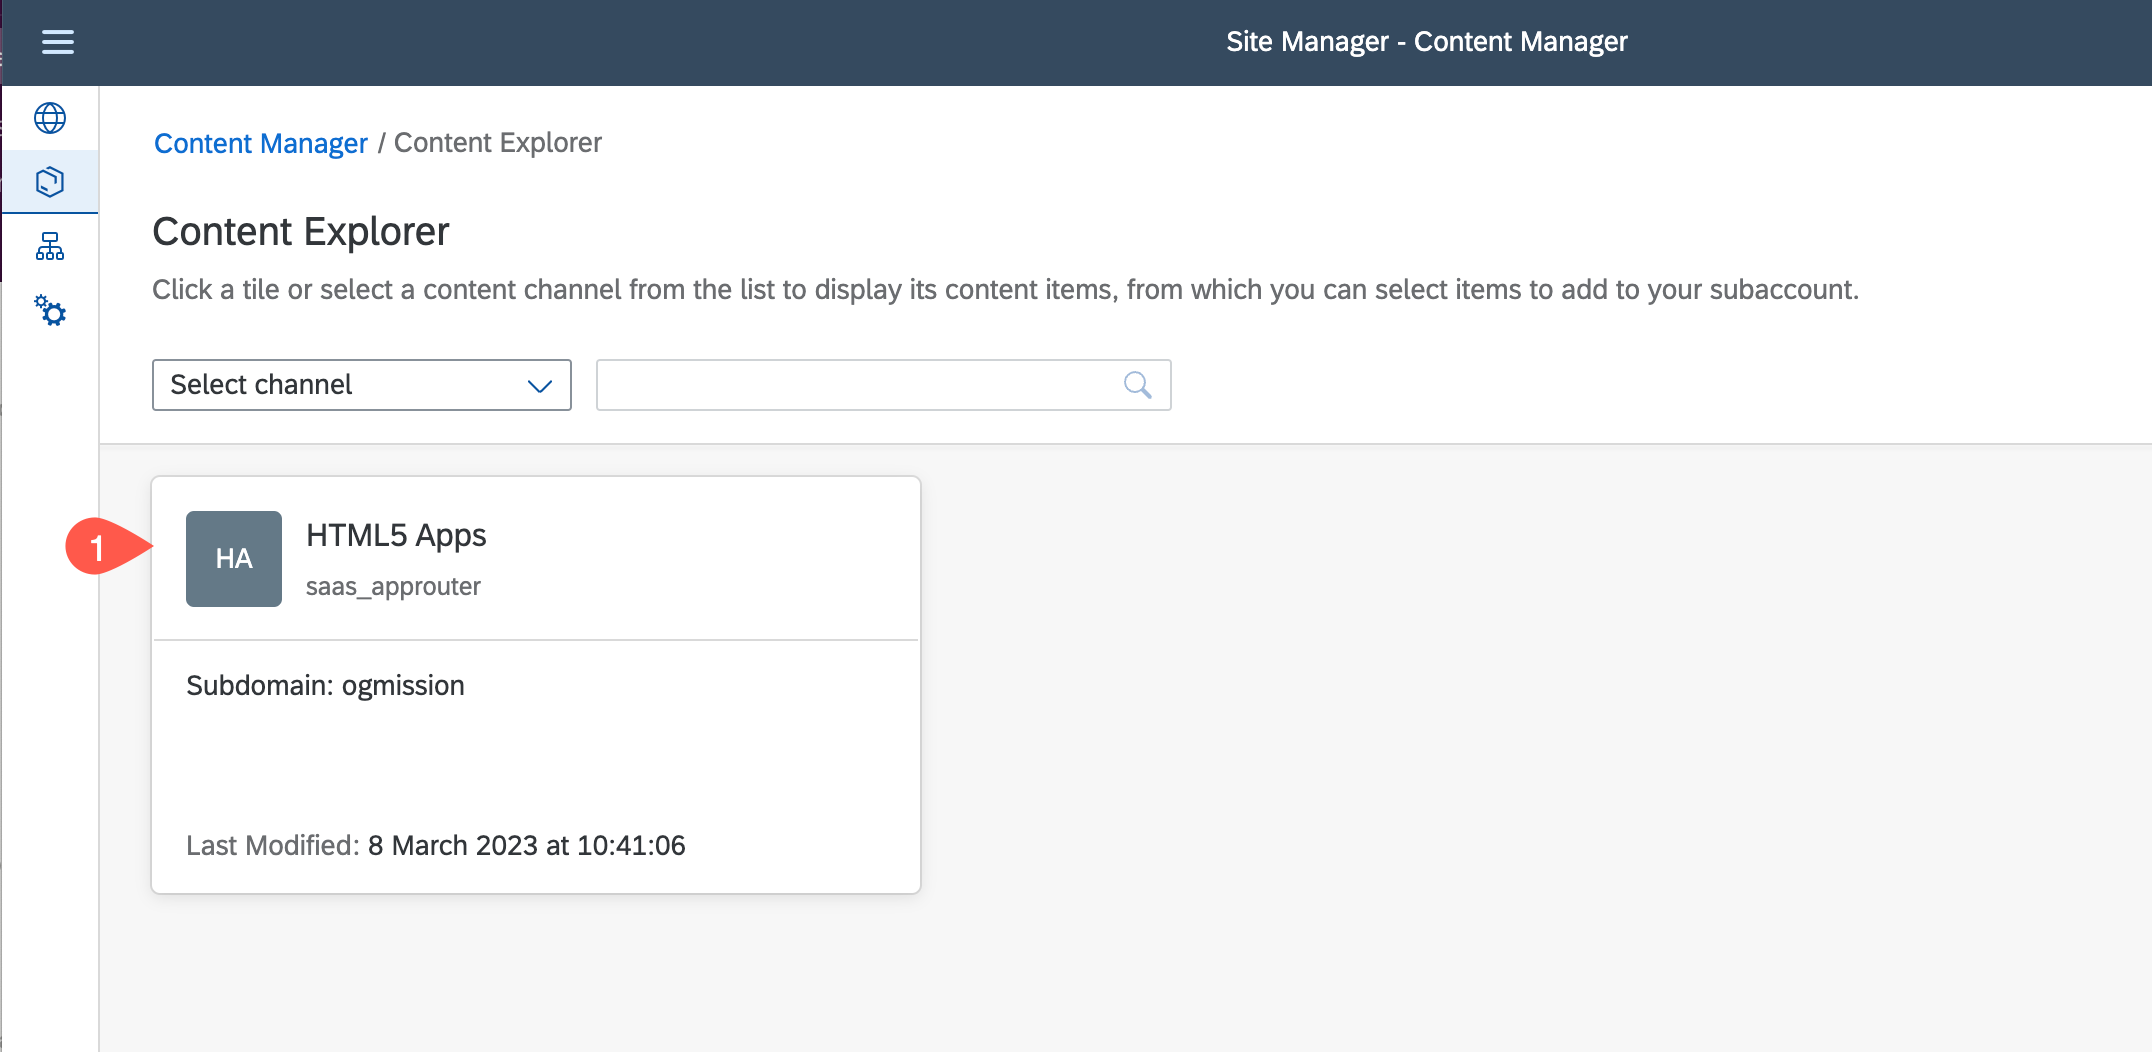 Site Manager - Content Manager
Content Manager / Content Explorer
Content Explorer
Click a tile or select a content channel from the list to display its content items, from which you can select items to add to your subaccount.
Select channel
1
HA
HTML5 Apps
saas_approuter
Subdomain: ogmission
Last Modified: 8 March 2023 at 10:41:06